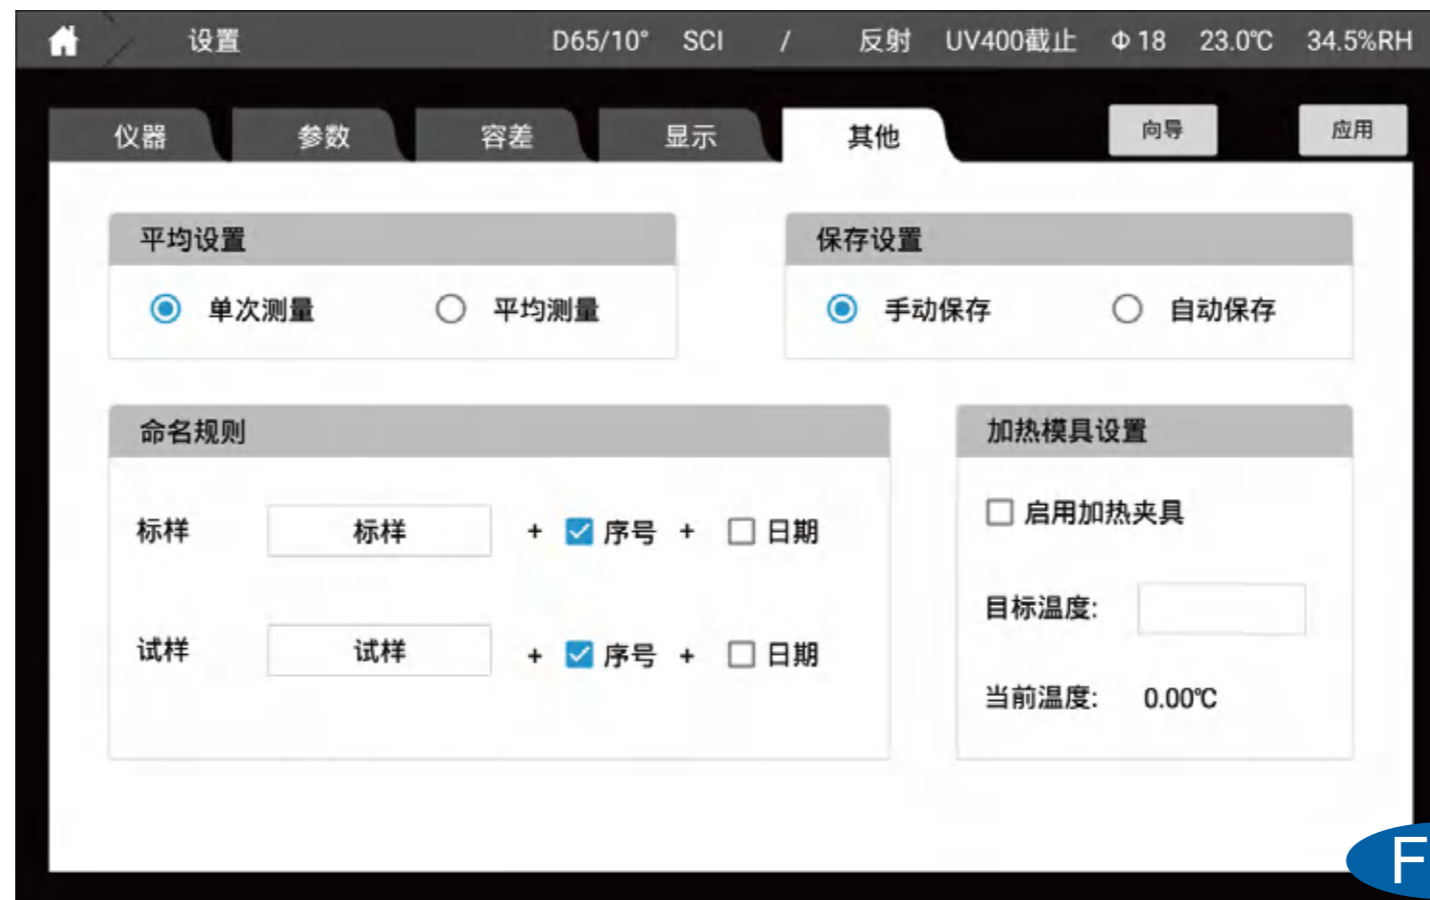 设置 D65/10° SCI / 反射 UV400截止 Φ18 23.0℃ 34.5%RH
仪器 参数 容差 显示 其他 向导 应用
平均设置 保存设置
单次测量 平均测量 手动保存 自动保存
命名规则 加热模具设置
启用加热夹具
标样 标样 + 序号 + 日期
目标温度:
试样 试样 + 序号 + 日期
当前温度: 0.00℃
F